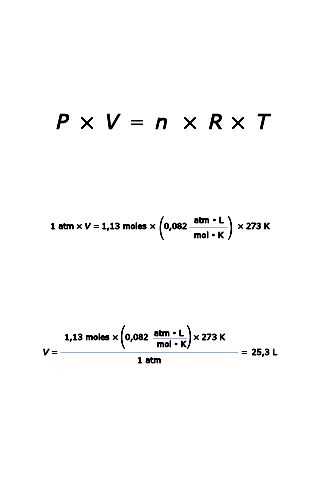 P × V = n × R × T
1 atm × V = 1,13 moles × (0,082 atm • L / mol • K) × 273 K
V = 1,13 moles × (0,082 atm • L / mol • K) × 273 K / 1 atm = 25,3 L